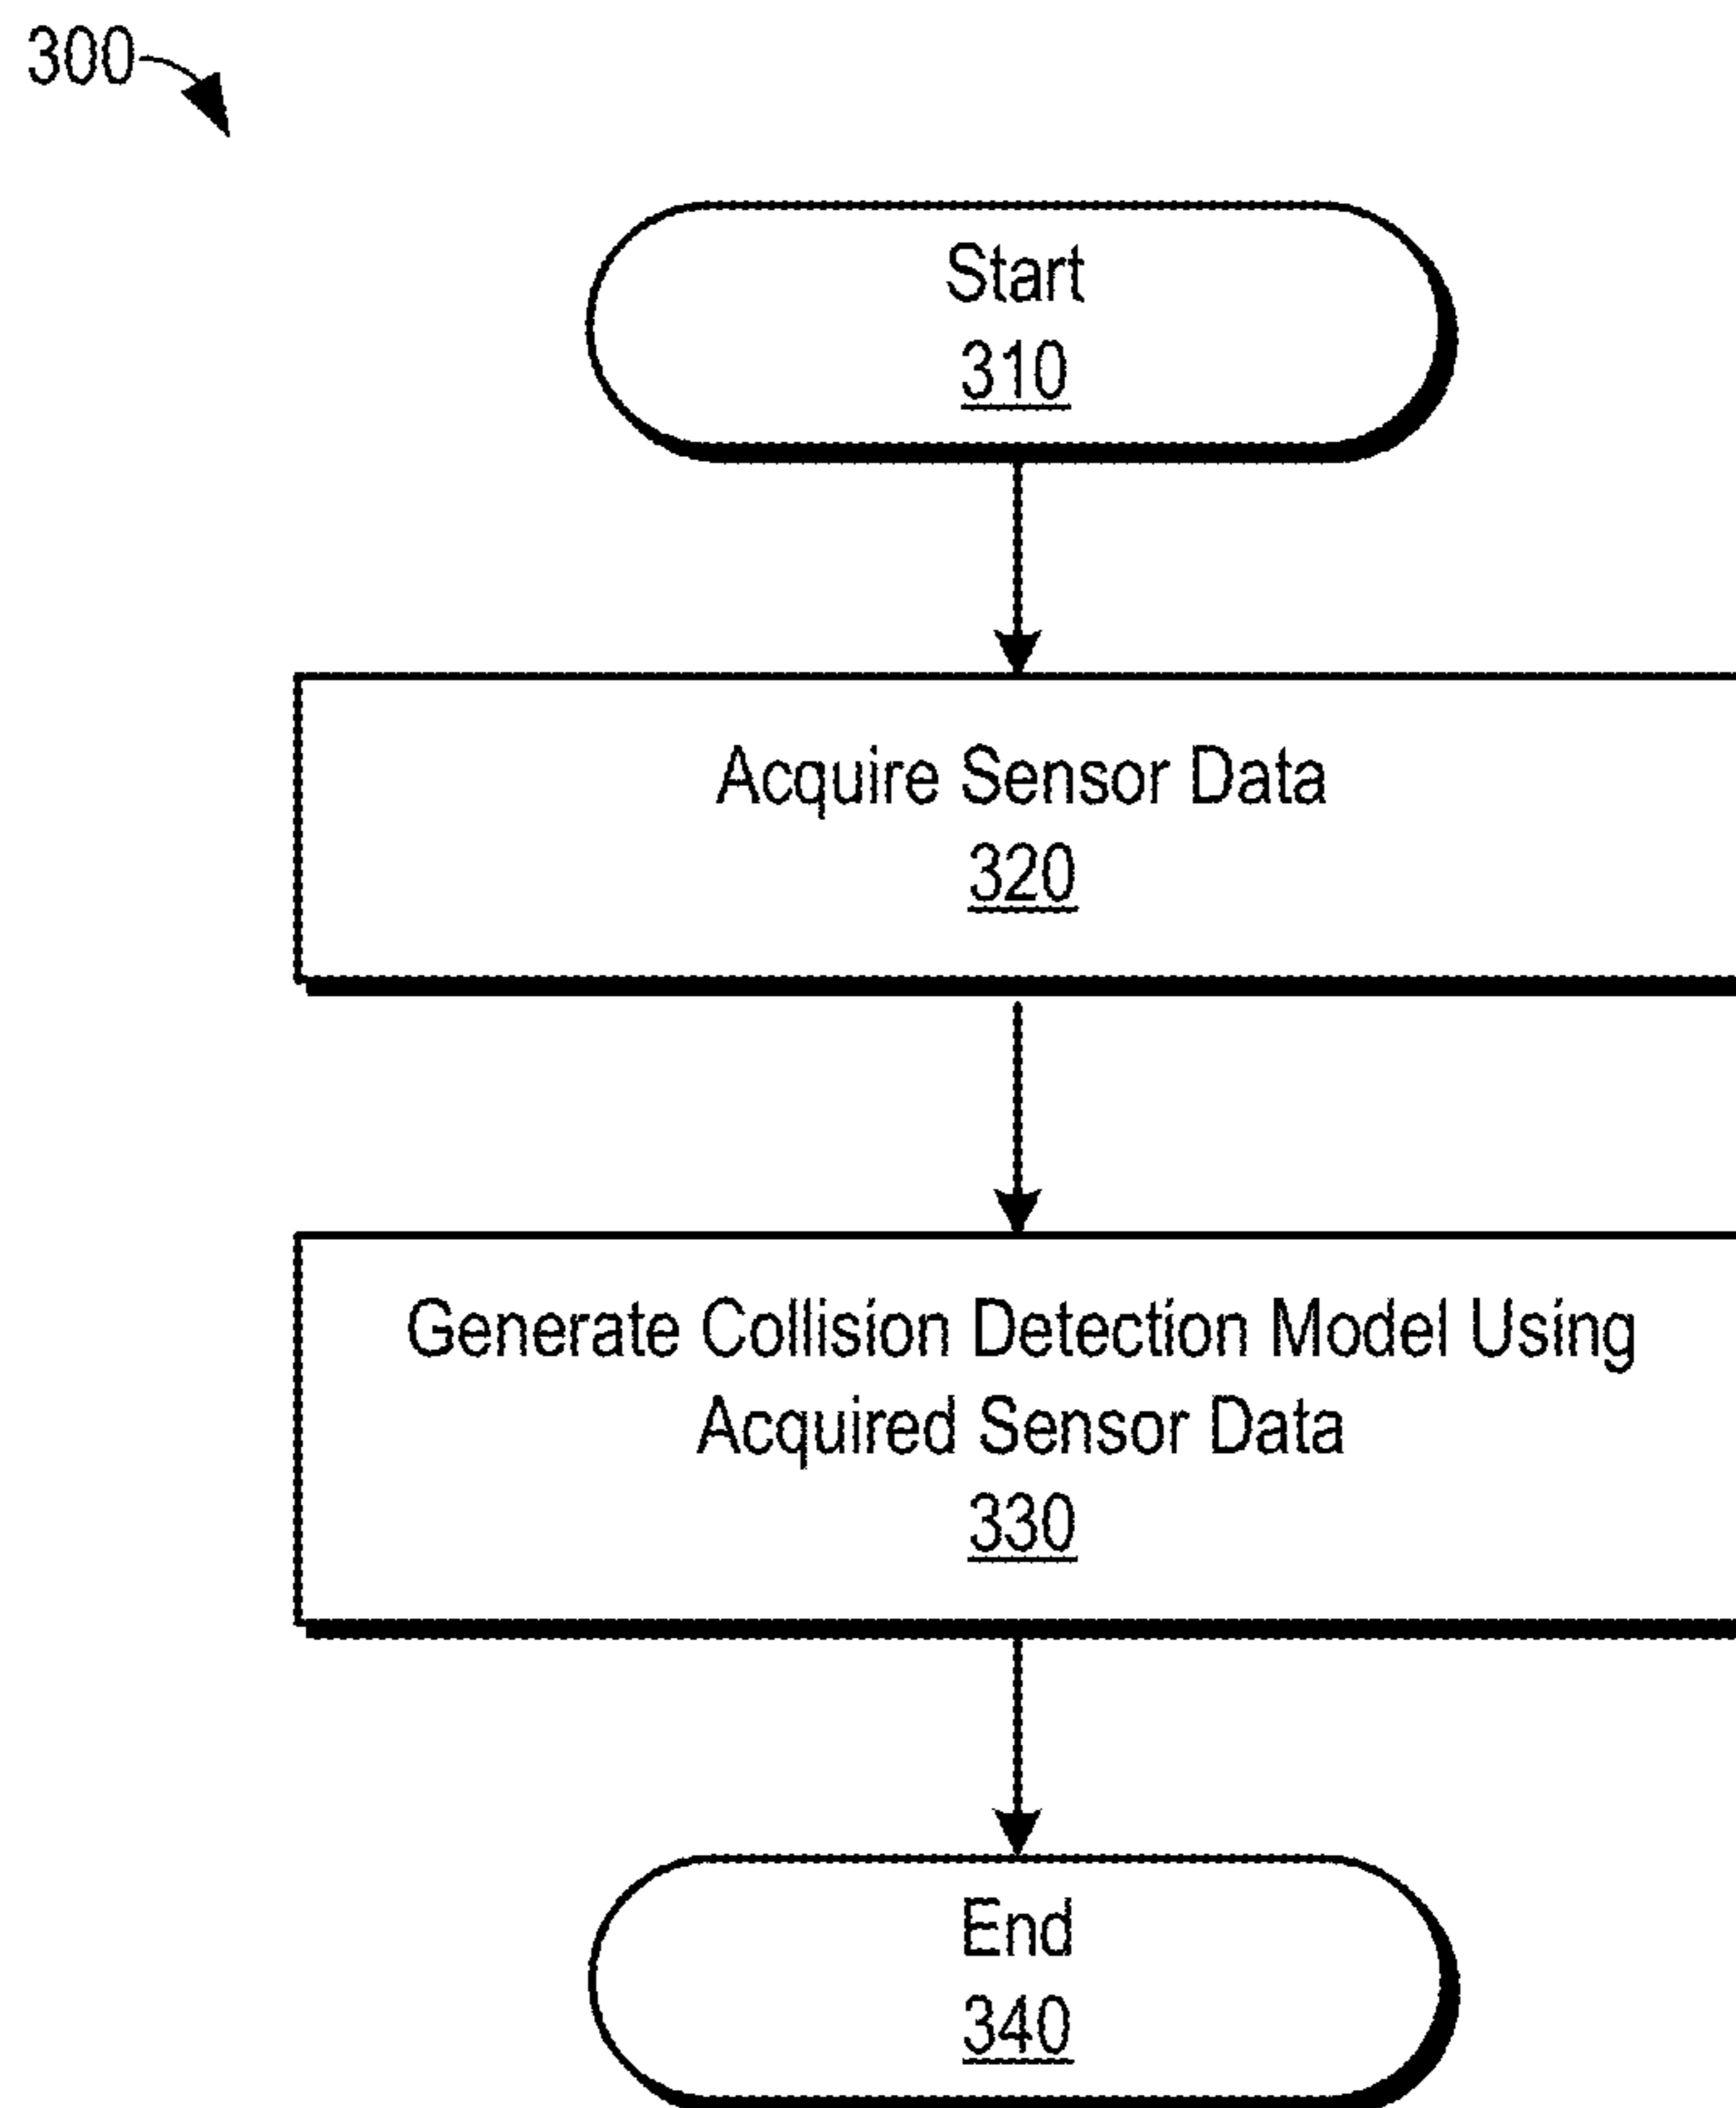 300
Start
310
Acquire Sensor Data
320
Generate Collision Detection Model Using
Acquired Sensor Data
330
End
340